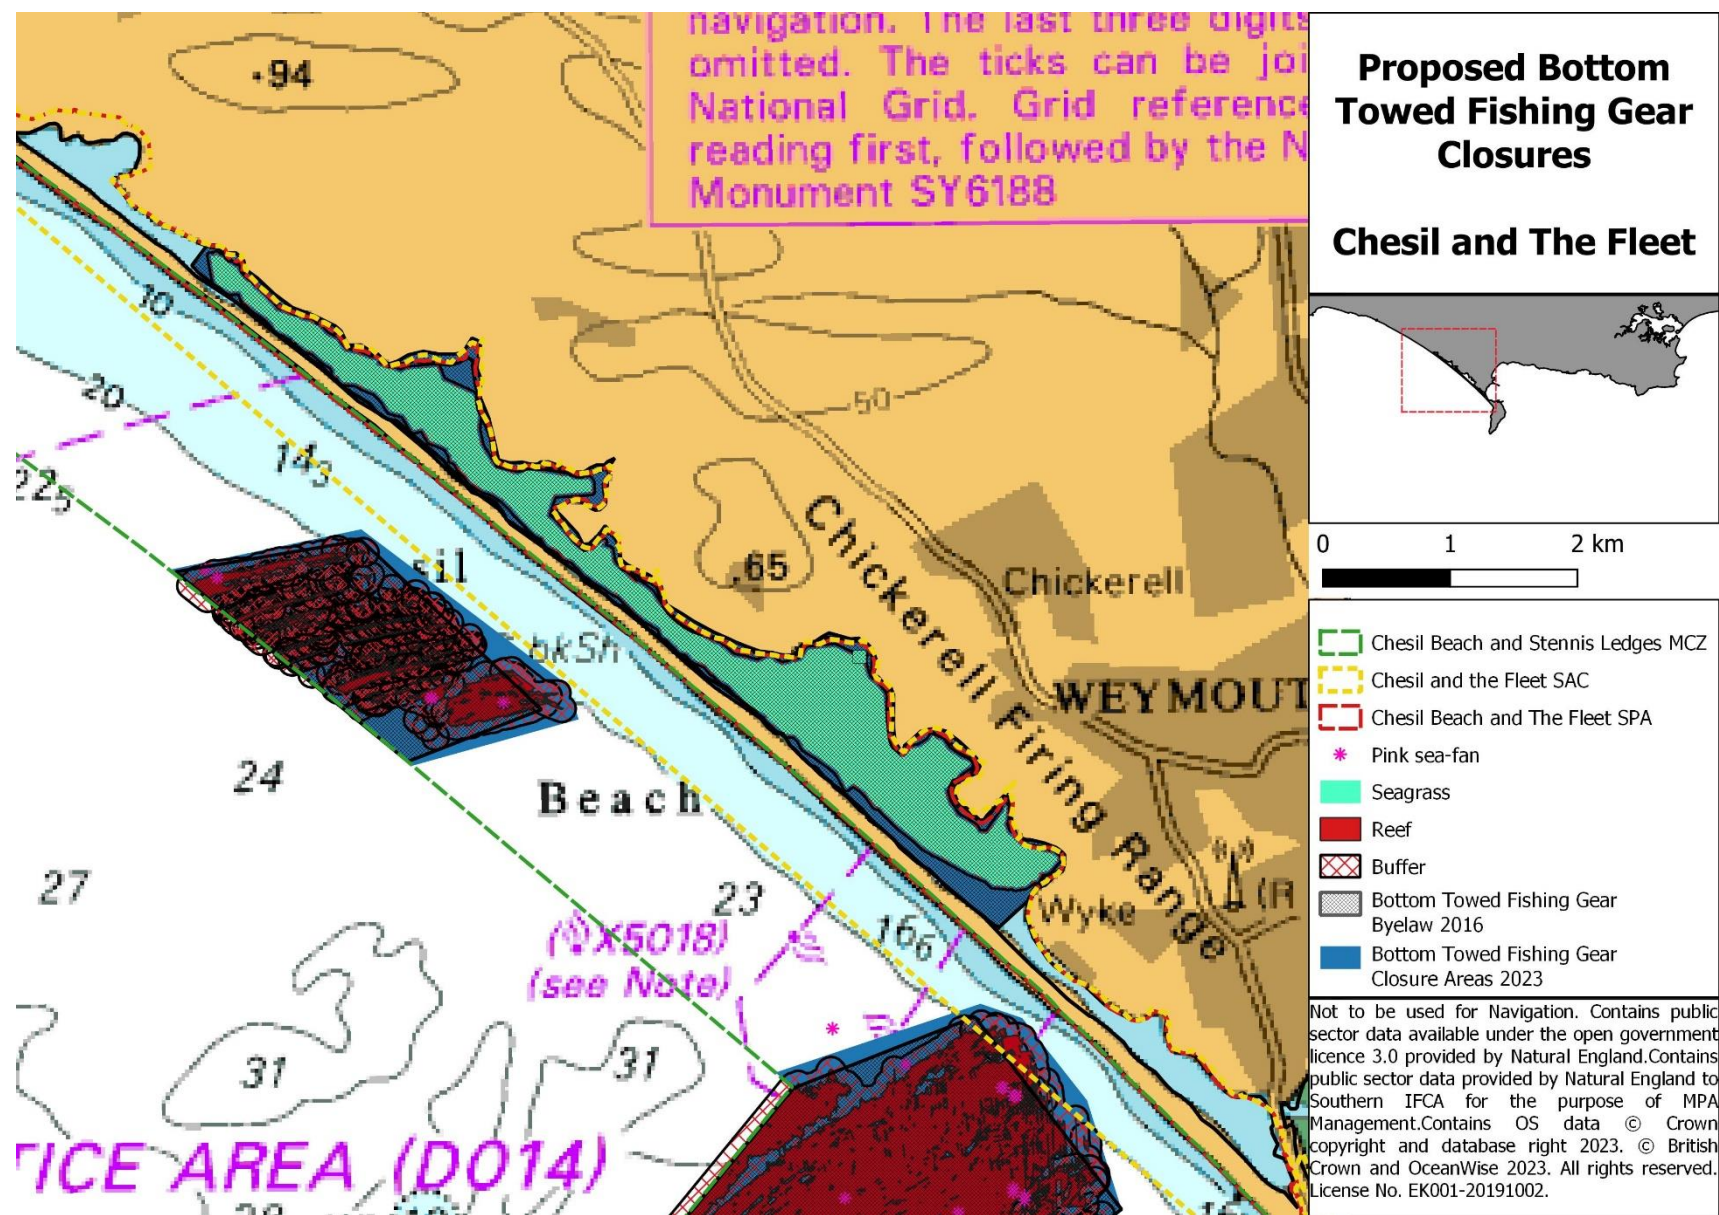 navigation. The last three digits
omitted. The ticks can be joi
National Grid. Grid reference
reading first, followed by the N
Monument SY6188
94
10
20
14₃
22₅
50
65
sil
bkSh
Chickerell
Chickerell Firing Range
WEYMOUT
Beach
24
27
23
16₆
Wyke
(R
(X5018)
(see Note)
31
31
TICE AREA (D014)
Proposed Bottom
Towed Fishing Gear
Closures
Chesil and The Fleet
0 1 2 km
Chesil Beach and Stennis Ledges MCZ
Chesil and the Fleet SAC
Chesil Beach and The Fleet SPA
Pink sea-fan
Seagrass
Reef
Buffer
Bottom Towed Fishing Gear
Byelaw 2016
Bottom Towed Fishing Gear
Closure Areas 2023
Not to be used for Navigation. Contains public
sector data available under the open government
licence 3.0 provided by Natural England.Contains
public sector data provided by Natural England to
Southern IFCA for the purpose of MPA
Management.Contains OS data © Crown
copyright and database right 2023. © British
Crown and OceanWise 2023. All rights reserved.
License No. EK001-20191002.